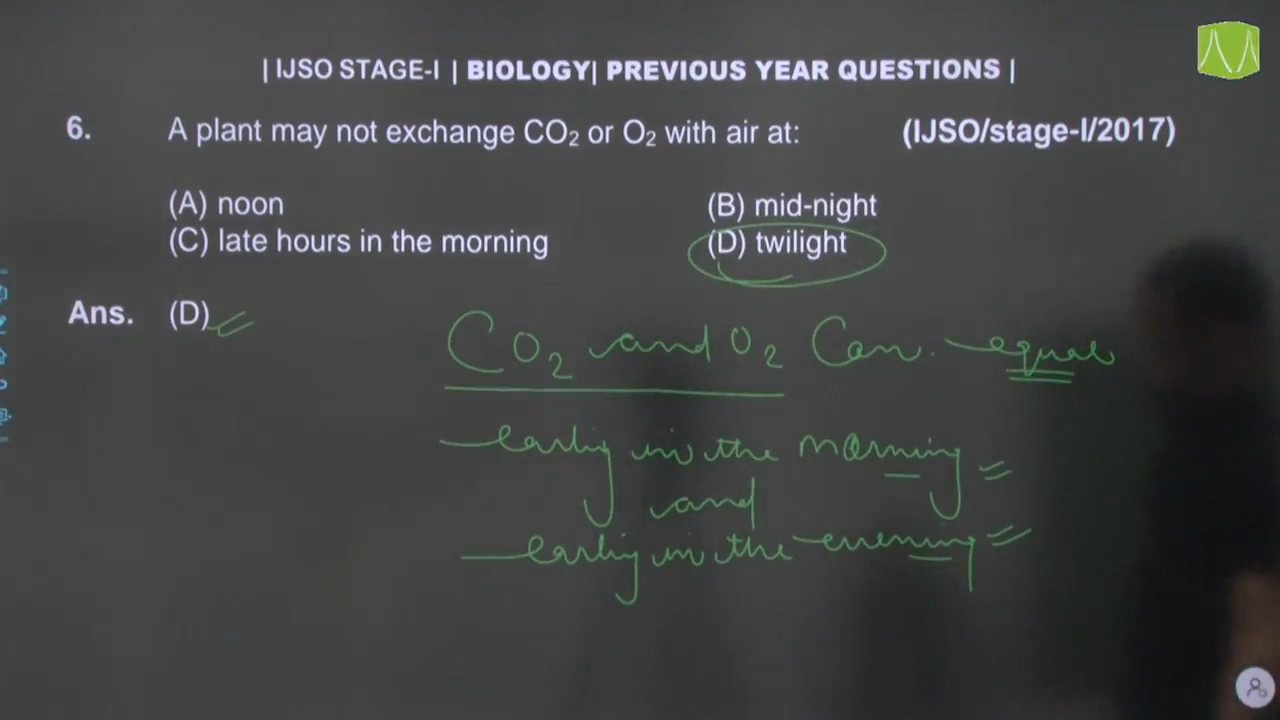 | IJSO STAGE-I | BIOLOGY| PREVIOUS YEAR QUESTIONS |
6. A plant may not exchange CO₂ or O₂ with air at: (IJSO/stage-I/2017)
(A) noon (B) mid-night
(C) late hours in the morning (D) twilight
Ans. (D)
CO₂ and O₂ Can. equal
early in the morning
and
early in the evening